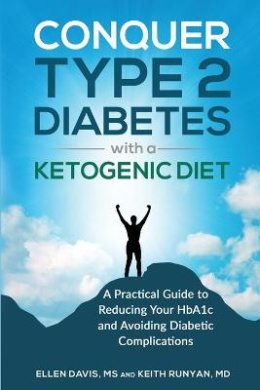 CONQUER
TYPE 2
DIABETES
with a
KETOGENIC DIET
A Practical Guide to
Reducing Your HbA1c
and Avoiding Diabetic
Complications
ELLEN DAVIS, MS AND KEITH RUNYAN, MD